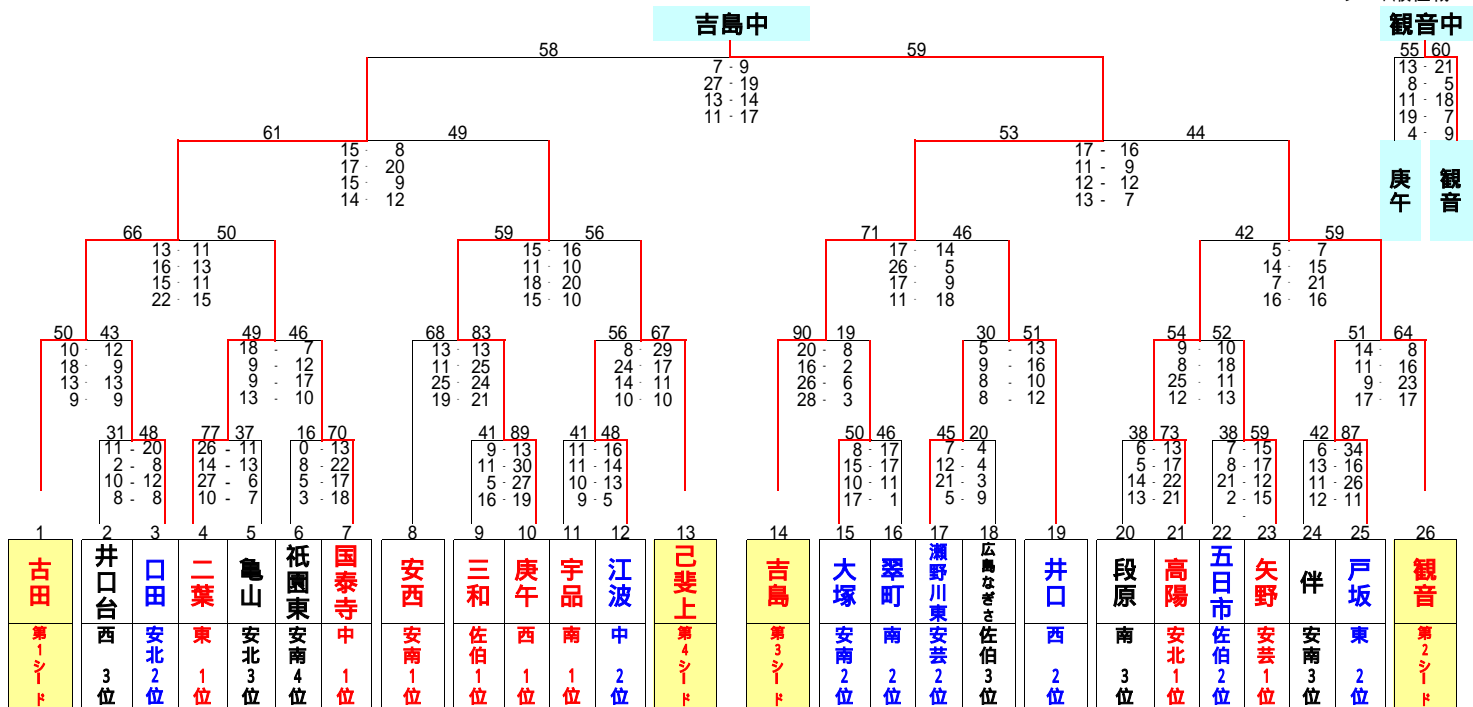 吉島中
観音中
58 59
7 - 9
27 - 19
13 - 14
11 - 17
55 60
13 - 21
8 - 5
11 - 18
19 - 7
4 - 9
庚午 観音
61 49
15 - 8
17 - 20
15 - 9
14 - 12
53 44
17 - 16
11 - 9
12 - 12
13 - 7
66 50
13 - 11
16 - 13
15 - 11
22 - 15
59 56
15 - 16
11 - 10
18 - 20
15 - 10
71 46
17 - 14
26 - 5
17 - 9
11 - 18
42 59
5 - 7
14 - 15
7 - 21
16 - 16
50 43
10 - 12
18 - 9
13 - 13
9 - 9
49 46
18 - 7
9 - 12
9 - 17
13 - 10
68 83
13 - 13
11 - 25
25 - 24
19 - 21
56 67
8 - 29
24 - 17
14 - 11
10 - 10
90 19
20 - 8
16 - 2
26 - 6
28 - 3
30 51
5 - 13
9 - 16
8 - 10
8 - 12
54 52
9 - 10
8 - 18
25 - 11
12 - 13
51 64
14 - 8
11 - 16
9 - 23
17 - 17
31 48
11 - 20
2 - 8
10 - 12
8 - 8
77 37
26 - 11
14 - 13
27 - 6
10 - 7
16 70
0 - 13
8 - 22
5 - 17
3 - 18
41 89
9 - 13
11 - 30
5 - 27
16 - 19
41 48
11 - 16
11 - 14
10 - 13
9 - 5
50 46
8 - 17
15 - 17
10 - 11
17 - 1
45 20
7 - 4
12 - 4
21 - 3
5 - 9
38 73
6 - 13
5 - 17
14 - 22
13 - 21
38 59
7 - 15
8 - 17
21 - 12
2 - 15
-
42 87
6 - 34
13 - 16
11 - 26
12 - 11
1 2 3 4 5 6 7 8 9 10 11 12 13 14 15 16 17 18 19 20 21 22 23 24 25 26
古田 井口台 口田 二葉 亀山 祇園東 国泰寺 安西 三和 庚午 宇品 江波 己斐上 吉島 大塚 翠町 瀬野川東 広島なぎさ 井口 段原 高陽 五日市 矢野 伴 戸坂 観音
第1シード 西3位 安北2位 東1位 安北3位 安南4位 中1位 安南1位 佐伯1位 西1位 南1位 中2位 第4シード 第3シード 安南2位 南2位 安芸2位 佐伯3位 西2位 南3位 安北1位 佐伯2位 安芸1位 安南3位 東2位 第2シード